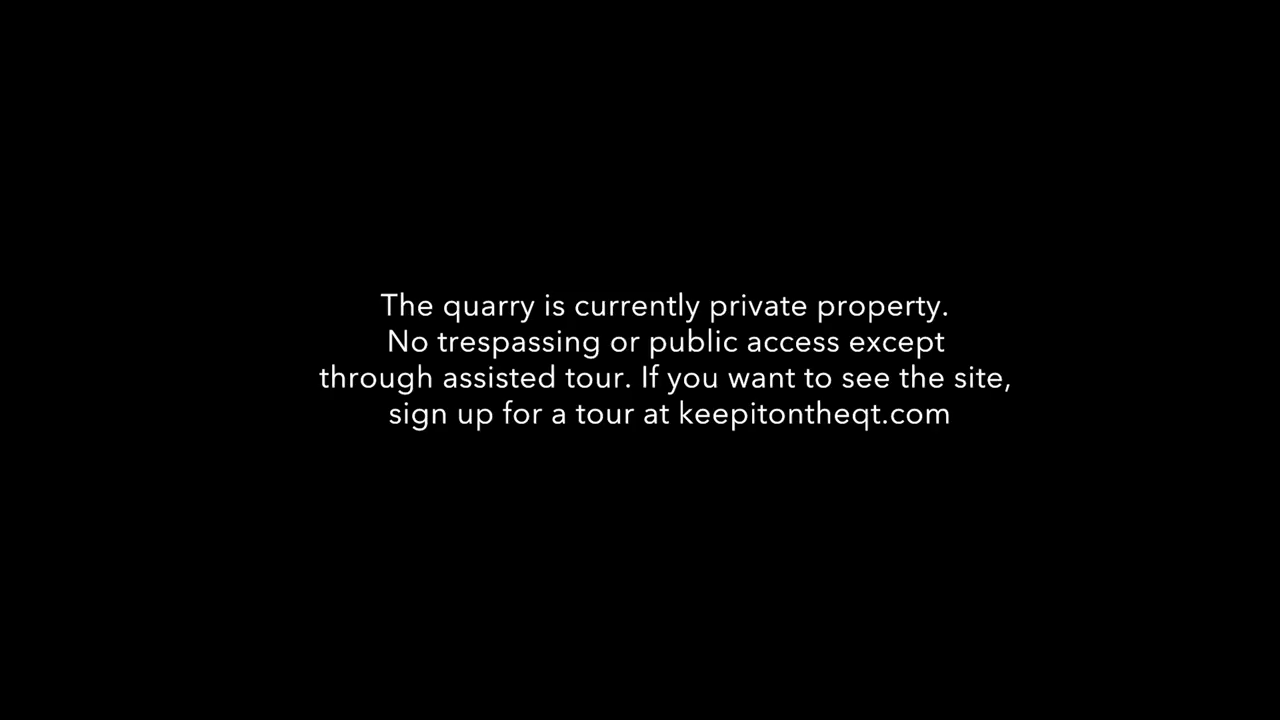 The quarry is currently private property.
No trespassing or public access except
through assisted tour. If you want to see the site,
sign up for a tour at keepitontheqt.com